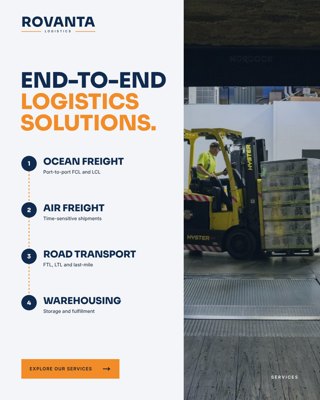 ROVANTA
LOGISTICS
END-TO-END
LOGISTICS
SOLUTIONS.
1 OCEAN FREIGHT
Port-to-port FCL and LCL
2 AIR FREIGHT
Time-sensitive shipments
3 ROAD TRANSPORT
FTL, LTL and last-mile
4 WAREHOUSING
Storage and fulfillment
EXPLORE OUR SERVICES →
HYSTER
HYSTER
SERVICES